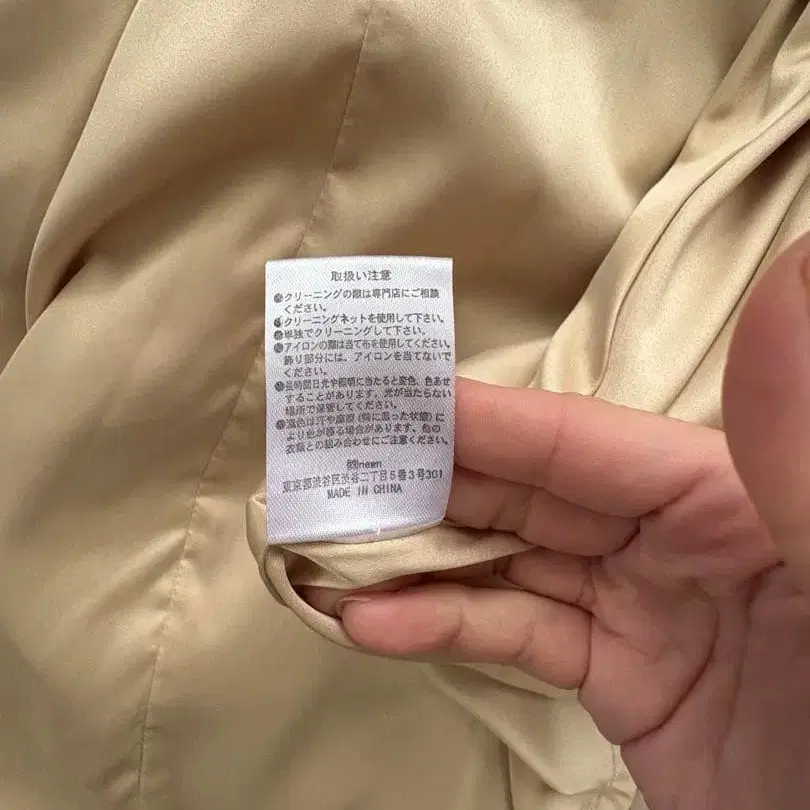 取扱い注意
●クリーニングの際は専門店にご相談
ください。
●クリーニングネットを使用して下さい。
●単独でクリーニングして下さい。
●アイロンの際は当て布を使用してください。
飾り部分には、アイロンを当てないで
ください。
●長時間日光や照明に当たると変色、色あせ
することがあります。光が当たらない
場所で保管してください。
●濃色は汗や摩擦(特に湿った状態)に
より色が移る場合があります。他の
衣類との組み合わせにご注意ください。
㈱newn
東京都渋谷区渋谷二丁目5番3号301
MADE IN CHINA